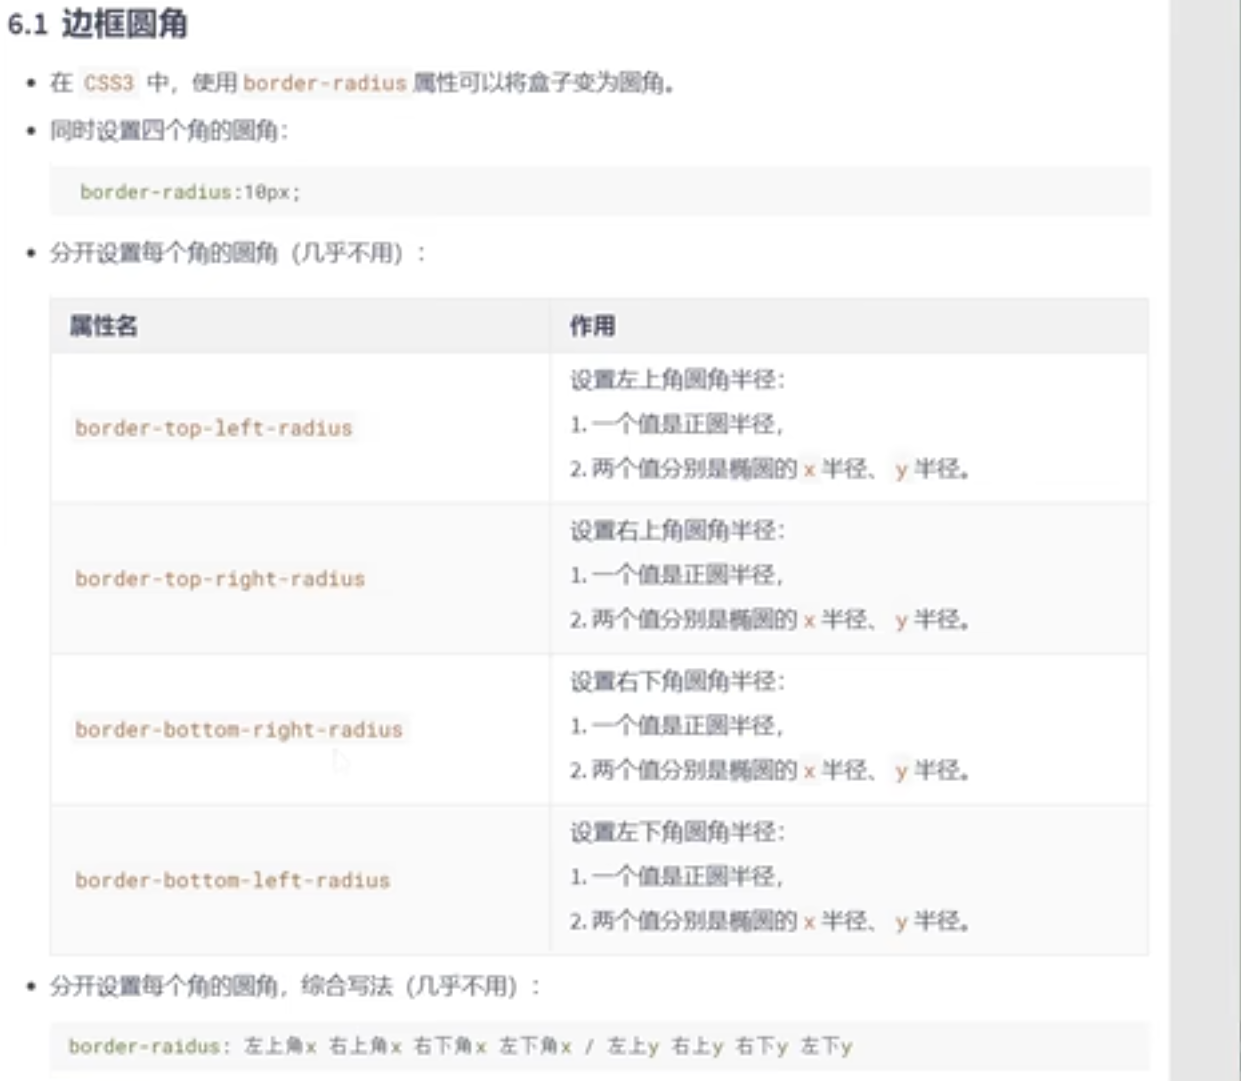 6.1 边框圆角
在 CSS3 中，使用 border-radius 属性可以将盒子变为圆角。
同时设置四个角的圆角：
border-radius:10px;
分开设置每个角的圆角（几乎不用）：
属性名 作用
border-top-left-radius
设置左上角圆角半径：
1. 一个值是正圆半径，
2. 两个值分别是椭圆的 x 半径、 y 半径。
border-top-right-radius
设置右上角圆角半径：
1. 一个值是正圆半径，
2. 两个值分别是椭圆的 x 半径、 y 半径。
border-bottom-right-radius
设置右下角圆角半径：
1. 一个值是正圆半径，
2. 两个值分别是椭圆的 x 半径、 y 半径。
border-bottom-left-radius
设置左下角圆角半径：
1. 一个值是正圆半径，
2. 两个值分别是椭圆的 x 半径、 y 半径。
分开设置每个角的圆角，综合写法（几乎不用）：
border-raidus: 左上角x 右上角x 右下角x 左下角x / 左上y 右上y 右下y 左下y